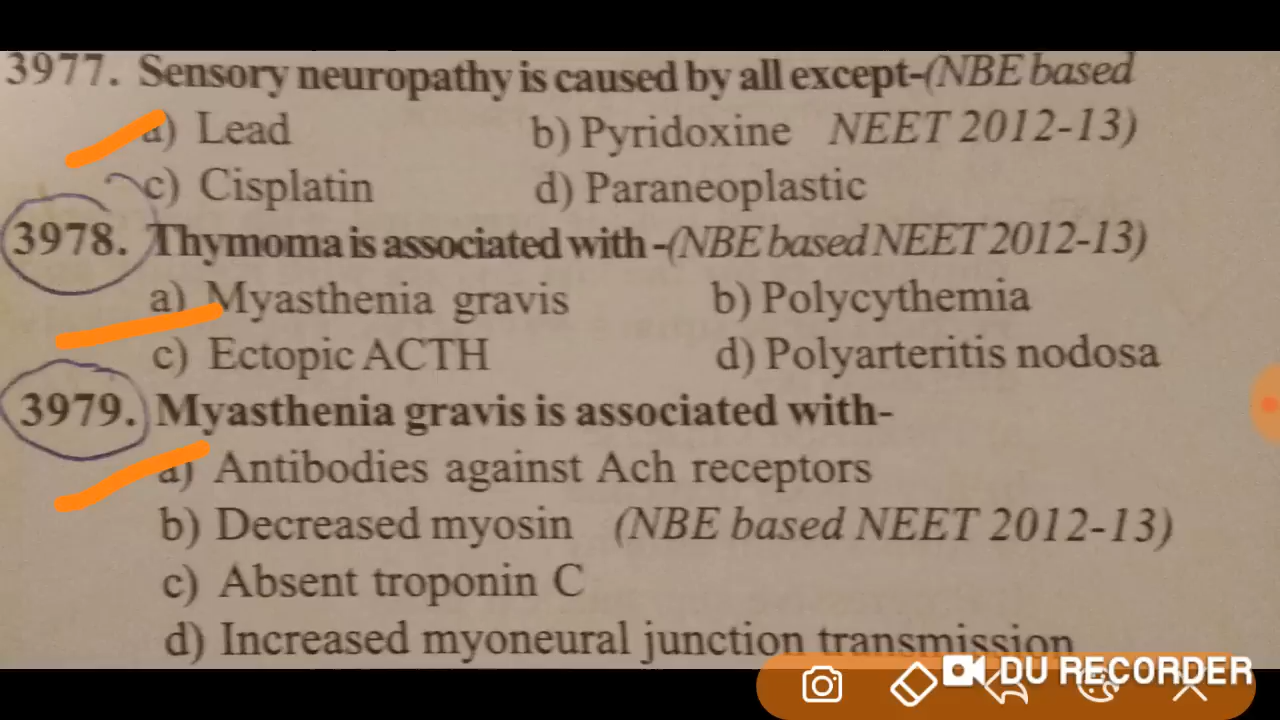 3977. Sensory neuropathy is caused by all except-(NBE based
a) Lead b) Pyridoxine NEET 2012-13)
c) Cisplatin d) Paraneoplastic
3978. Thymoma is associated with -(NBE based NEET 2012-13)
a) Myasthenia gravis b) Polycythemia
c) Ectopic ACTH d) Polyarteritis nodosa
3979. Myasthenia gravis is associated with-
a) Antibodies against Ach receptors
b) Decreased myosin (NBE based NEET 2012-13)
c) Absent troponin C
d) Increased myoneural junction transmission
DU RECORDER